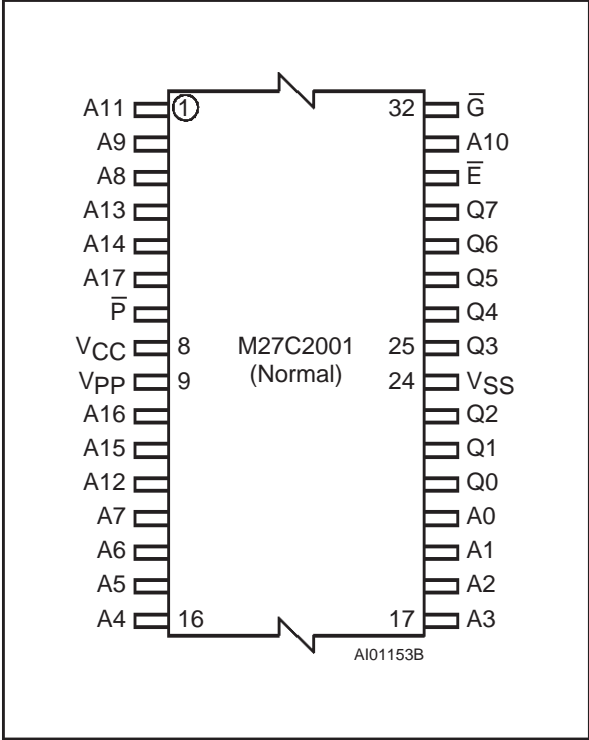 A11 1 32 G̅
A9 A10
A8 E̅
A13 Q7
A14 Q6
A17 Q5
P̅ Q4
VCC 8 M27C2001 25 Q3
VPP 9 (Normal) 24 VSS
A16 Q2
A15 Q1
A12 Q0
A7 A0
A6 A1
A5 A2
A4 16 17 A3
AI01153B